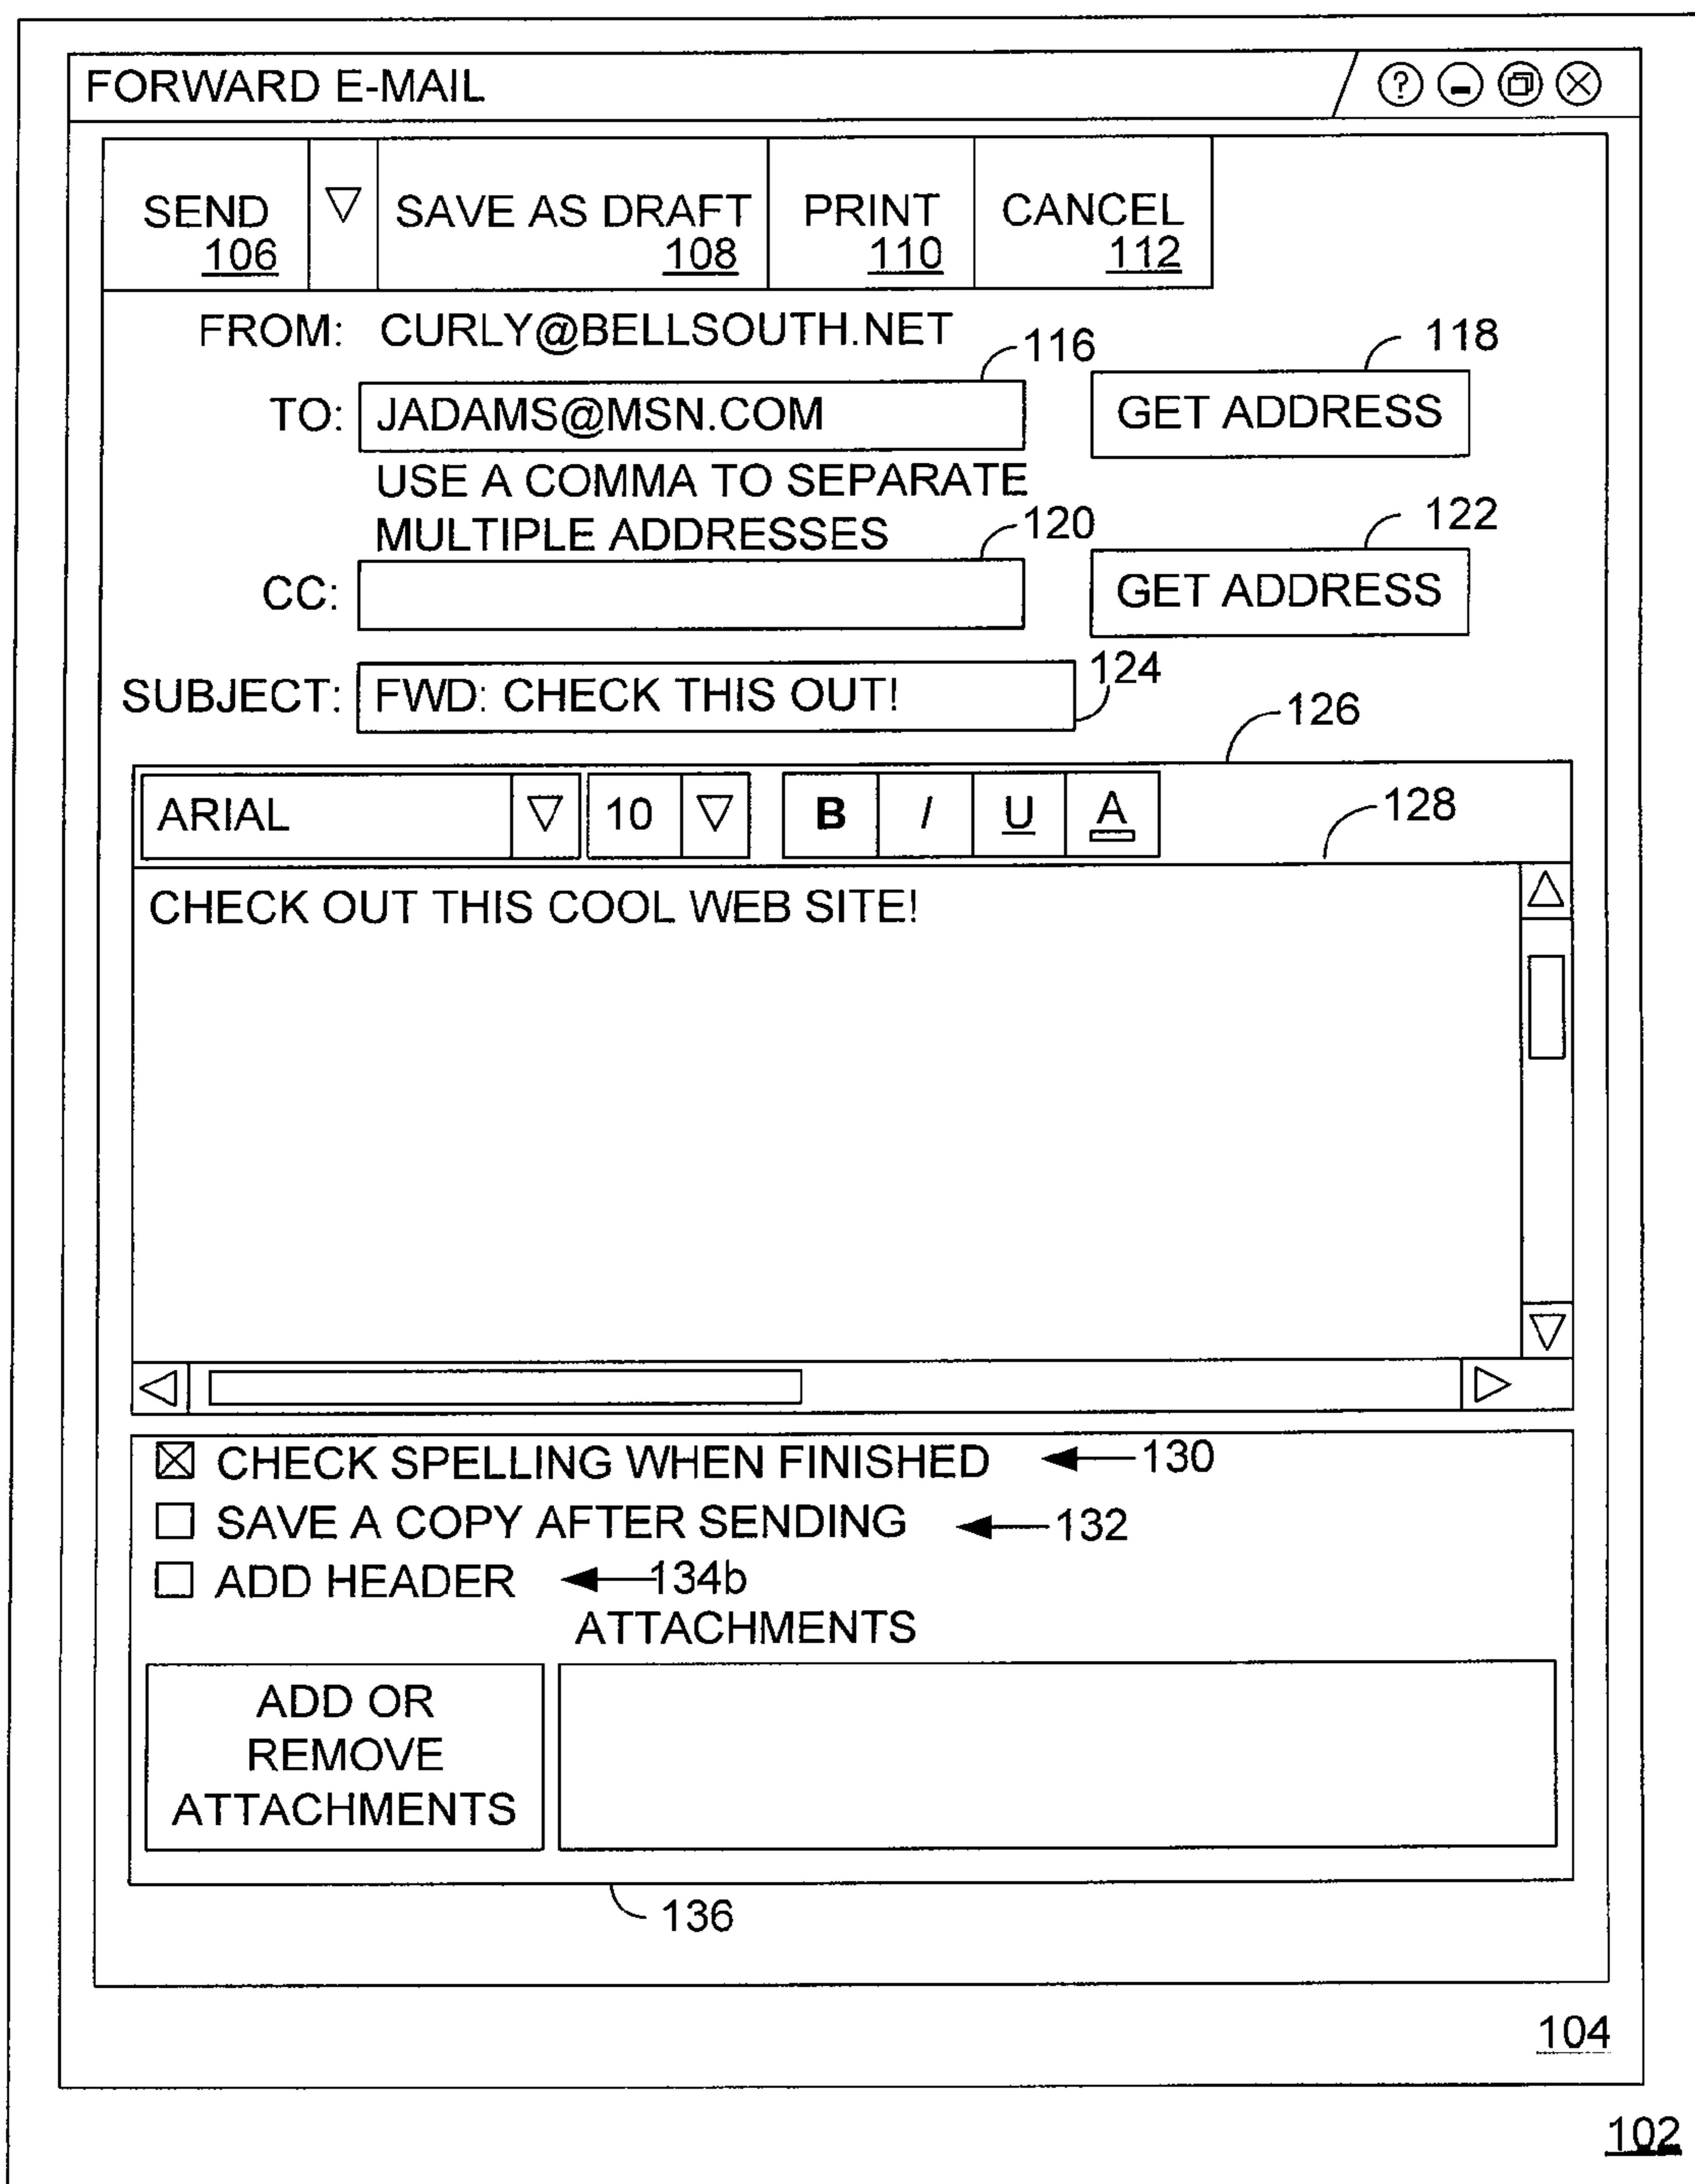 FORWARD E-MAIL ?
SEND SAVE AS DRAFT PRINT CANCEL
106 108 110 112
FROM: CURLY@BELLSOUTH.NET
116 118
TO: JADAMS@MSN.COM GET ADDRESS
USE A COMMA TO SEPARATE
MULTIPLE ADDRESSES 120 122
CC: GET ADDRESS
SUBJECT: FWD: CHECK THIS OUT! 124
126
ARIAL 10 B I U A 128
CHECK OUT THIS COOL WEB SITE!
CHECK SPELLING WHEN FINISHED 130
SAVE A COPY AFTER SENDING 132
ADD HEADER 134b
ATTACHMENTS
ADD OR
REMOVE
ATTACHMENTS
136
104
102